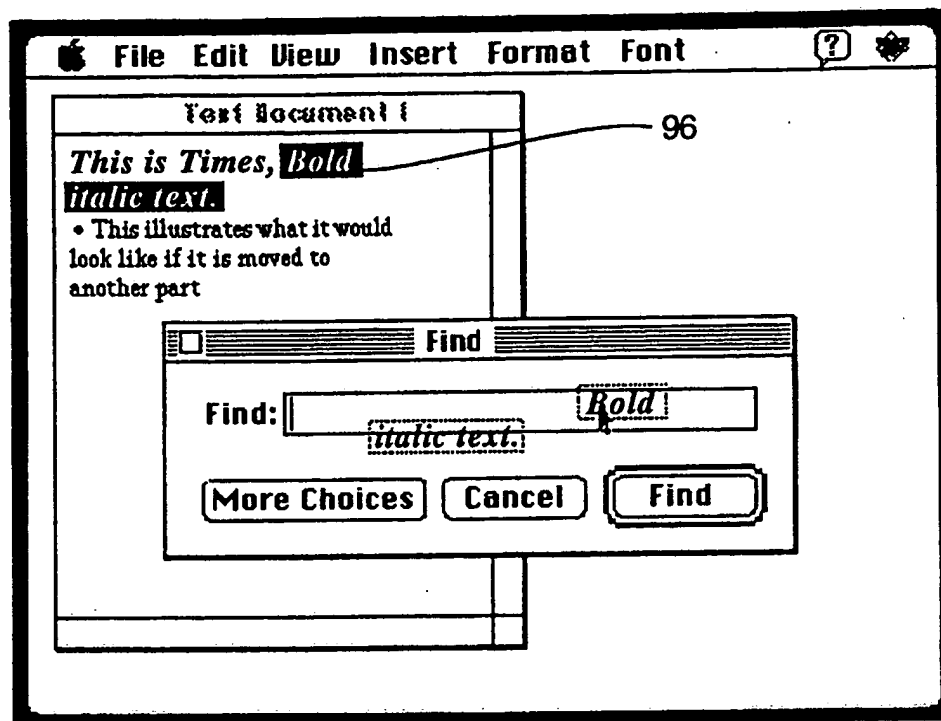 File Edit View Insert Format Font ?
Text Document 1
96
This is Times, Bold
italic text.
• This illustrates what it would
look like if it is moved to
another part
Find
Find:
Bold
italic text.
More Choices Cancel Find